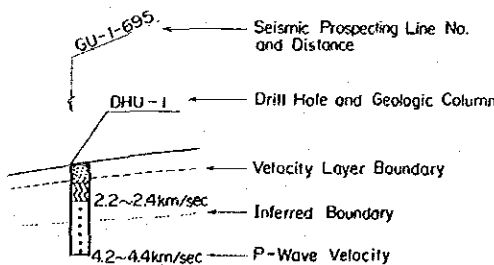 GU-1-695
Seismic Prospecting Line No.
and Distance
DHU-1
Drill Hole and Geologic Column
Velocity Layer Boundary
2.2~2.4km/sec
Inferred Boundary
4.2~4.4km/sec
P-Wave Velocity